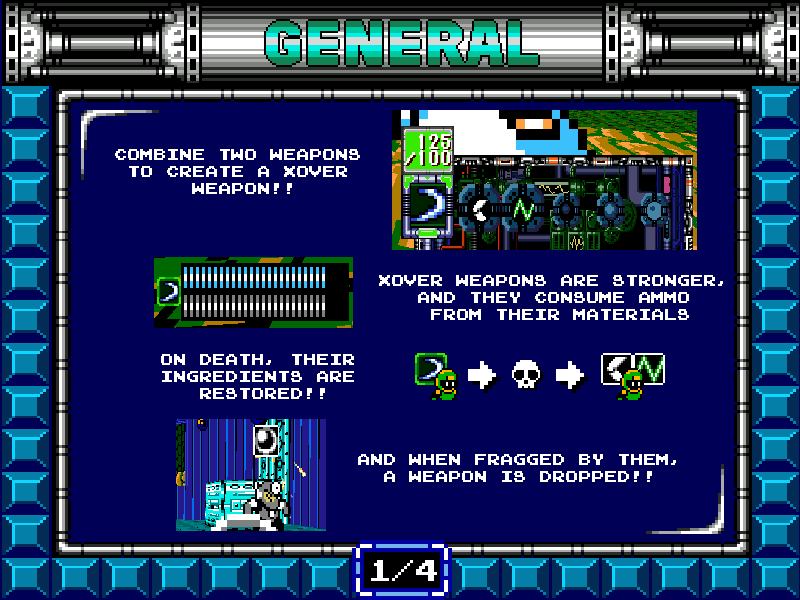 GENERAL
COMBINE TWO WEAPONS
TO CREATE A XOVER
WEAPON!!
125
/100
XOVER WEAPONS ARE STRONGER,
AND THEY CONSUME AMMO
FROM THEIR MATERIALS
ON DEATH, THEIR
INGREDIENTS ARE
RESTORED!!
AND WHEN FRAGGED BY THEM,
A WEAPON IS DROPPED!!
1/4